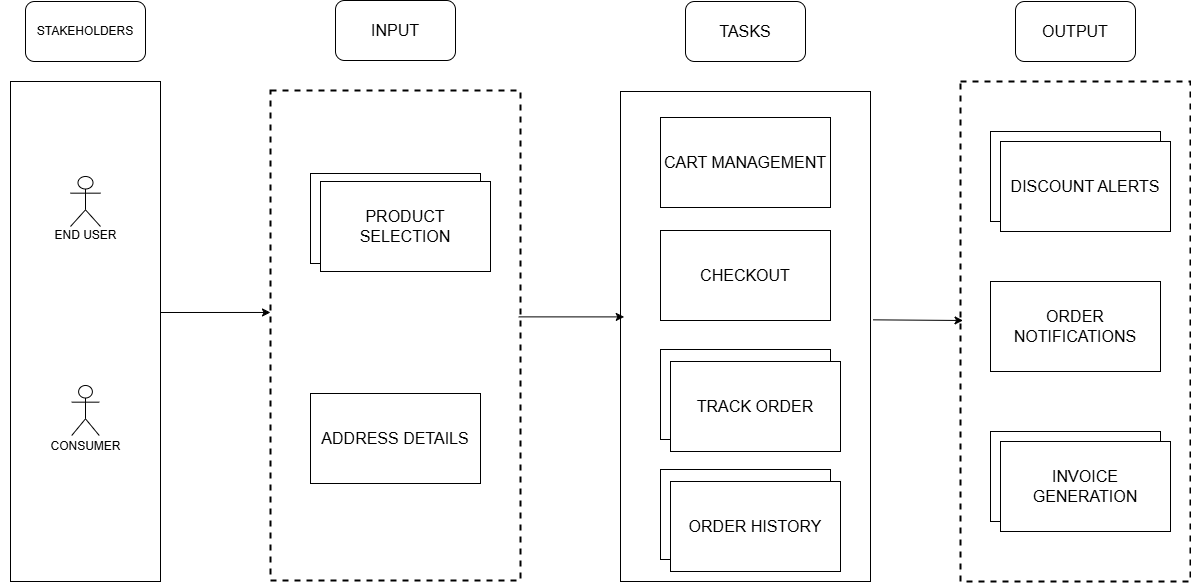 STAKEHOLDERS
INPUT
TASKS
OUTPUT
END USER
CONSUMER
PRODUCT
SELECTION
ADDRESS DETAILS
CART MANAGEMENT
CHECKOUT
TRACK ORDER
ORDER HISTORY
DISCOUNT ALERTS
ORDER
NOTIFICATIONS
INVOICE
GENERATION